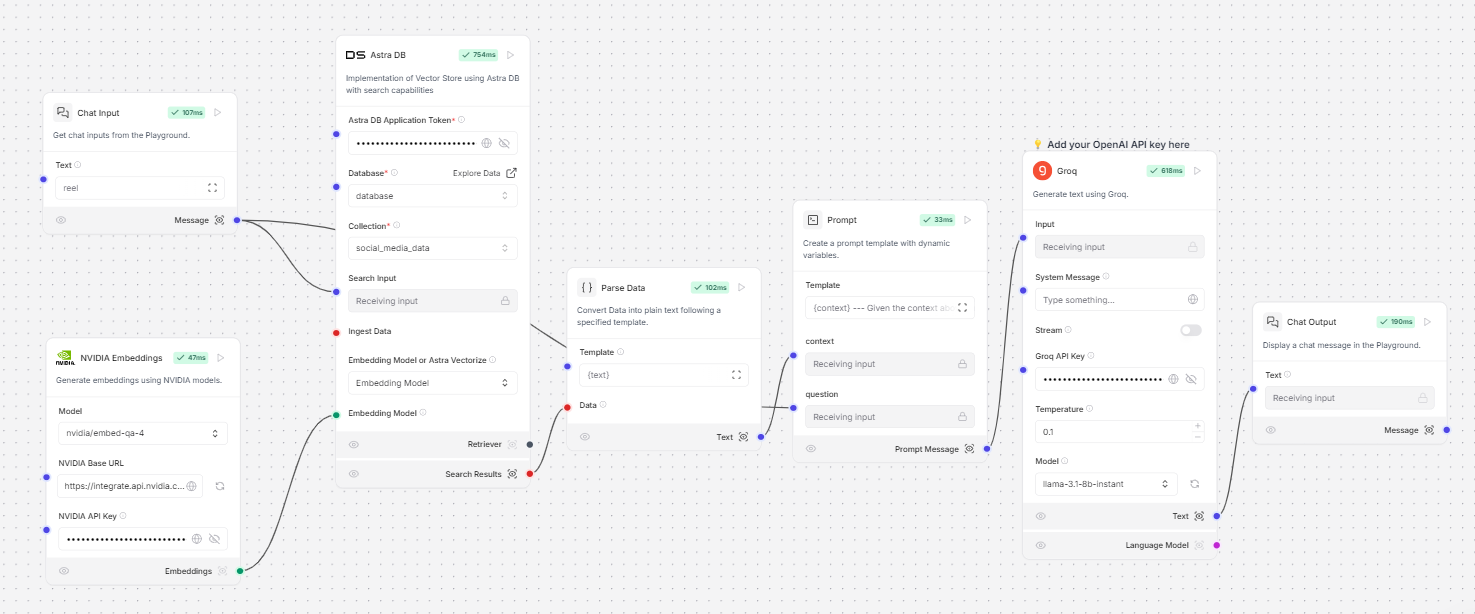 Chat Input
107ms
Get chat inputs from the Playground.
Text
reel
Message
NVIDIA
NVIDIA Embeddings
47ms
Generate embeddings using NVIDIA models.
Model
nvidia/embed-qa-4
NVIDIA Base URL
https://integrate.api.nvidia.c...
NVIDIA API Key
•••••••••••••••••••••••••
Embeddings
DS Astra DB
754ms
Implementation of Vector Store using Astra DB
with search capabilities
Astra DB Application Token*
•••••••••••••••••••••••••
Database*
Explore Data
database
Collection*
social_media_data
Search Input
Receiving input
Ingest Data
Embedding Model or Astra Vectorize
Embedding Model
Embedding Model
Retriever
Search Results
Parse Data
102ms
Convert Data into plain text following a
specified template.
Template
{text}
Data
Text
Prompt
33ms
Create a prompt template with dynamic
variables.
Template
{context} --- Given the context ab
context
Receiving input
question
Receiving input
Prompt Message
💡 Add your OpenAI API key here
Groq
618ms
Generate text using Groq.
Input
Receiving input
System Message
Type something...
Stream
Groq API Key
•••••••••••••••••••••••••
Temperature
0.1
Model
llama-3.1-8b-instant
Text
Language Model
Chat Output
190ms
Display a chat message in the Playground.
Text
Receiving input
Message